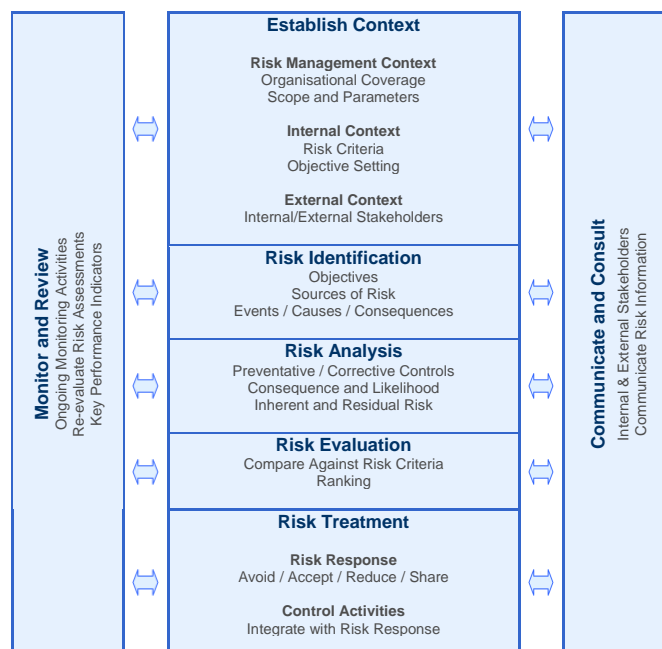 Establish Context
Risk Management Context
Organisational Coverage
Scope and Parameters
Internal Context
Risk Criteria
Objective Setting
External Context
Internal/External Stakeholders
Risk Identification
Objectives
Sources of Risk
Events / Causes / Consequences
Risk Analysis
Preventative / Corrective Controls
Consequence and Likelihood
Inherent and Residual Risk
Risk Evaluation
Compare Against Risk Criteria
Ranking
Risk Treatment
Risk Response
Avoid / Accept / Reduce / Share
Control Activities
Integrate with Risk Response
Monitor and Review
Ongoing Monitoring Activities
Re-evaluate Risk Assessments
Key Performance Indicators
Communicate and Consult
Internal & External Stakeholders
Communicate Risk Information